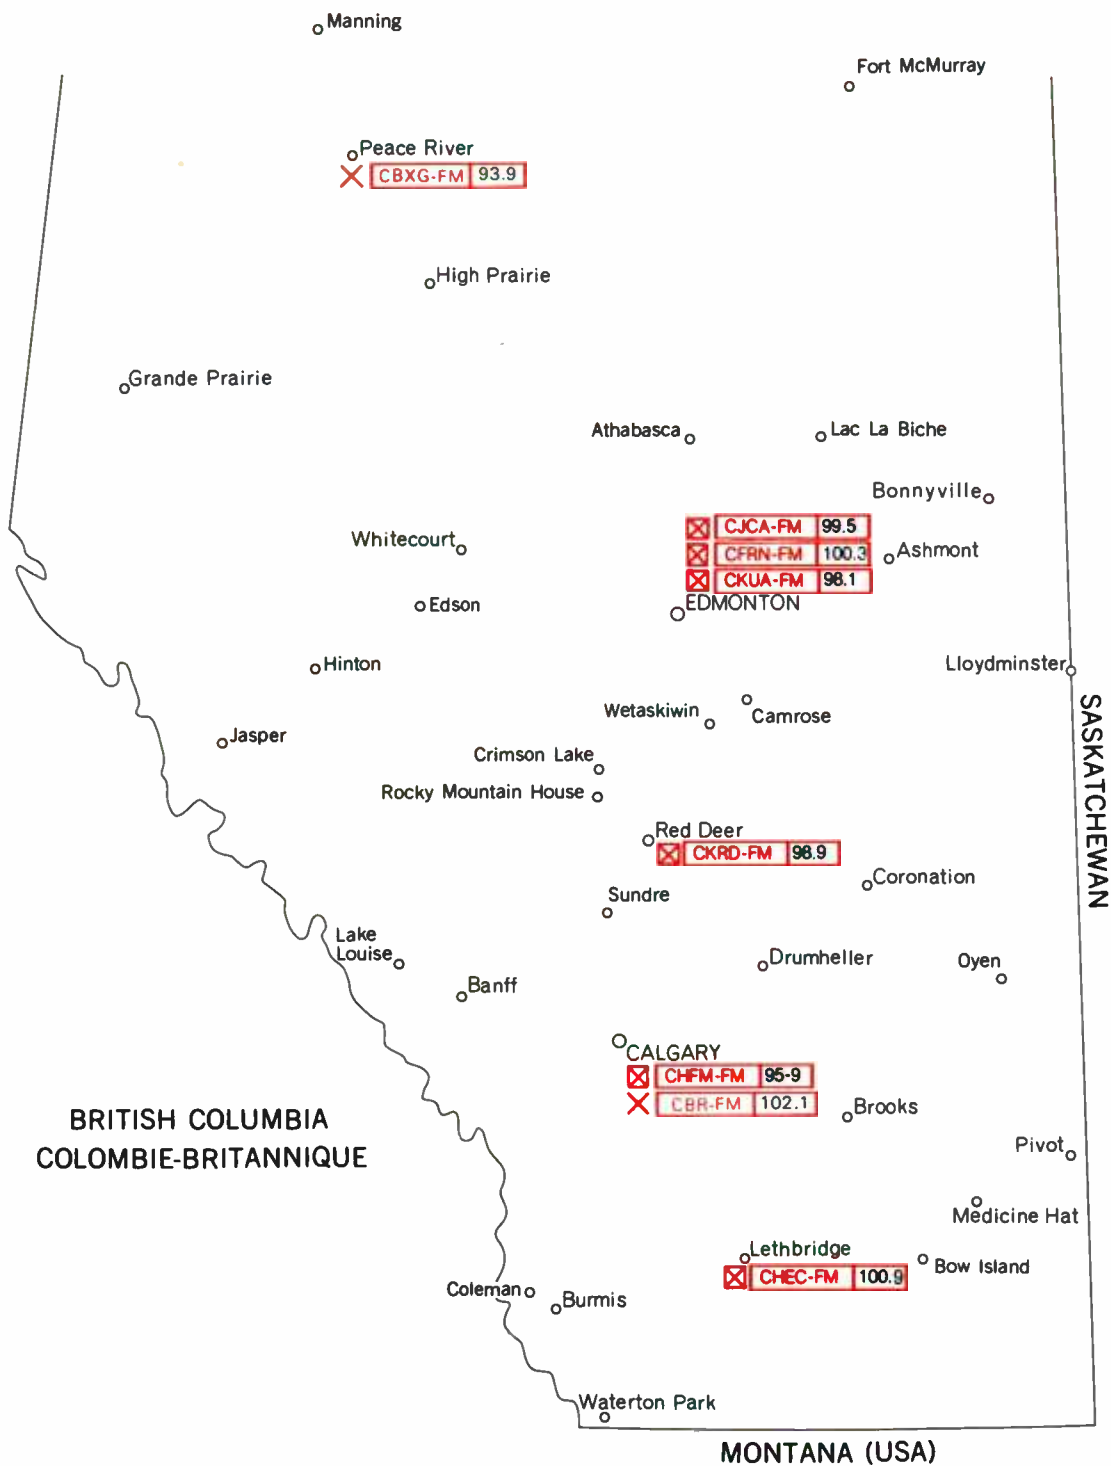 Manning
Fort McMurray
Peace River
CBXG-FM 93.9
High Prairie
Grande Prairie
Athabasca
Lac La Biche
Bonnyville
CJCA-FM 99.5
Whitecourt
CFRN-FM 100.3
Ashmont
CKUA-FM 98.1
Edson
EDMONTON
Hinton
Lloydminster
Wetaskiwin
Camrose
SASKATCHEWAN
Jasper
Crimson Lake
Rocky Mountain House
Red Deer
CKRD-FM 98.9
Coronation
Sundre
Lake
Louise
Drumheller
Oyen
Banff
CALGARY
CHFM-FM 95-9
CBR-FM 102.1
Brooks
BRITISH COLUMBIA
COLOMBIE-BRITANNIQUE
Pivot
Medicine Hat
Lethbridge
Bow Island
CHEC-FM 100.9
Coleman
Burmis
Waterton Park
MONTANA (USA)